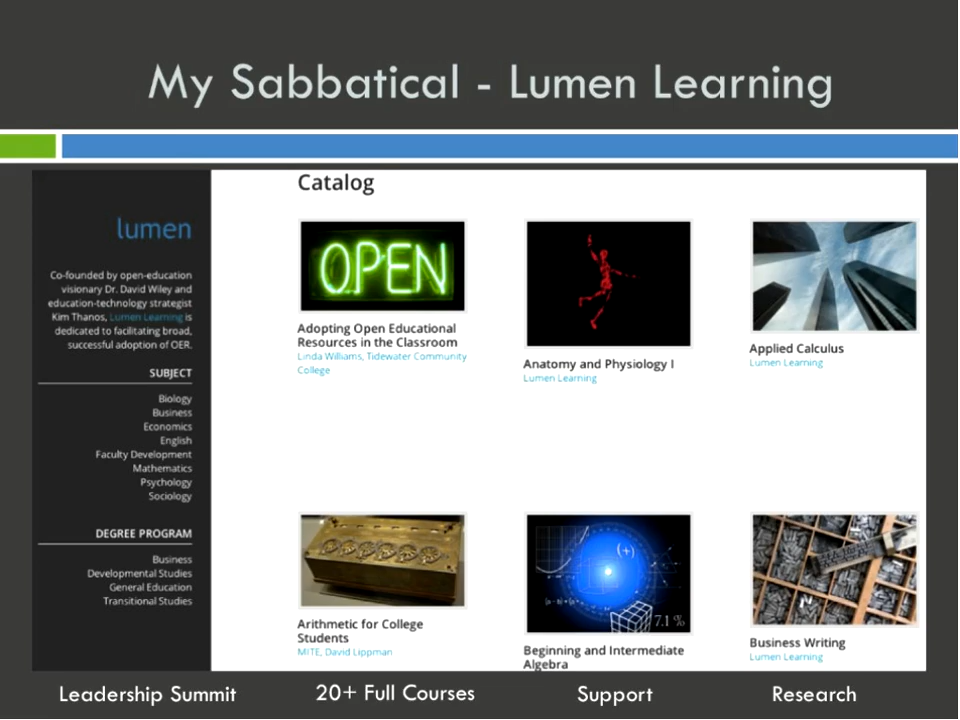 My Sabbatical - Lumen Learning
lumen
Co-founded by open-education
visionary Dr. David Wiley and
education-technology strategist
Kim Thanos, Lumen Learning is
dedicated to facilitating broad,
successful adoption of OER.
SUBJECT
Biology
Business
Economics
English
Faculty Development
Mathematics
Psychology
Sociology
DEGREE PROGRAM
Business
Developmental Studies
General Education
Transitional Studies
Catalog
OPEN
Adopting Open Educational
Resources in the Classroom
Linda Williams, Tidewater Community
College
Anatomy and Physiology I
Lumen Learning
Applied Calculus
Lumen Learning
Arithmetic for College
Students
MITE, David Lippman
(+)
7.1 %
Beginning and Intermediate
Algebra
Business Writing
Lumen Learning
Leadership Summit
20+ Full Courses
Support
Research